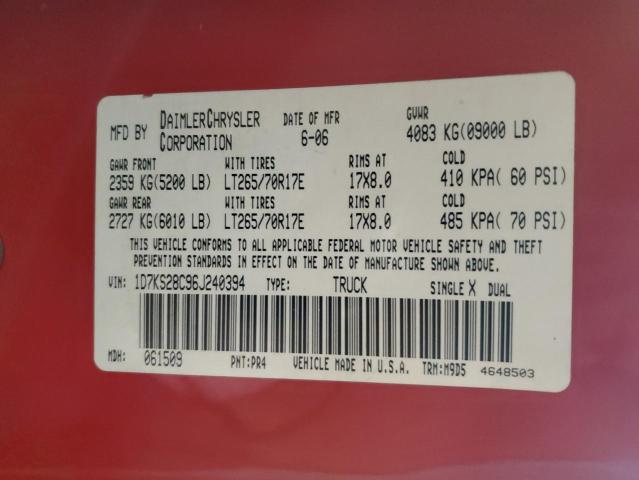 MFD BY DAIMLERCHRYSLER CORPORATION DATE OF MFR 6-06 GVWR 4083 KG(09000 LB)
GAWR FRONT WITH TIRES RIMS AT COLD
2359 KG(5200 LB) LT265/70R17E 17X8.0 410 KPA( 60 PSI)
GAWR REAR WITH TIRES RIMS AT COLD
2727 KG(6010 LB) LT265/70R17E 17X8.0 485 KPA( 70 PSI)
THIS VEHICLE CONFORMS TO ALL APPLICABLE FEDERAL MOTOR VEHICLE SAFETY AND THEFT
PREVENTION STANDARDS IN EFFECT ON THE DATE OF MANUFACTURE SHOWN ABOVE.
VIN: 1D7KS28C96J240394 TYPE: TRUCK SINGLE X DUAL
MDH: 061509 PNT:PR4 VEHICLE MADE IN U.S.A. TRM:M9D5 4648503